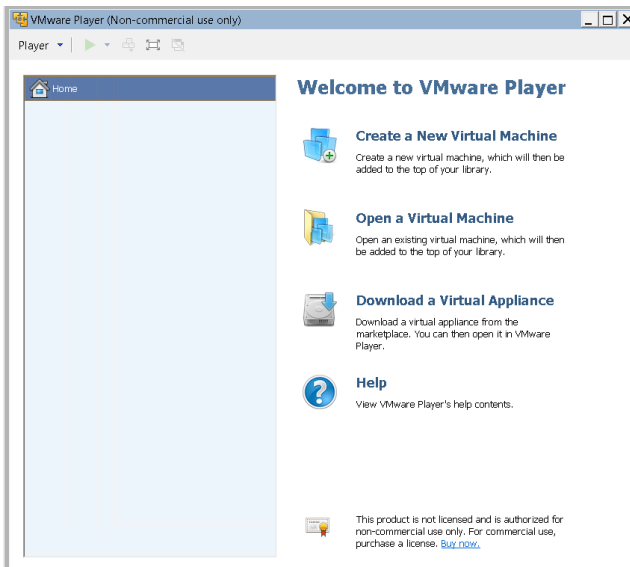 VMware Player (Non-commercial use only)
Player
Home
Welcome to VMware Player
Create a New Virtual Machine
Create a new virtual machine, which will then be
added to the top of your library.
Open a Virtual Machine
Open an existing virtual machine, which will then
be added to the top of your library.
Download a Virtual Appliance
Download a virtual appliance from the
marketplace. You can then open it in VMware
Player.
Help
View VMware Player's help contents.
This product is not licensed and is authorized for
non-commercial use only. For commercial use,
purchase a license. Buy now.